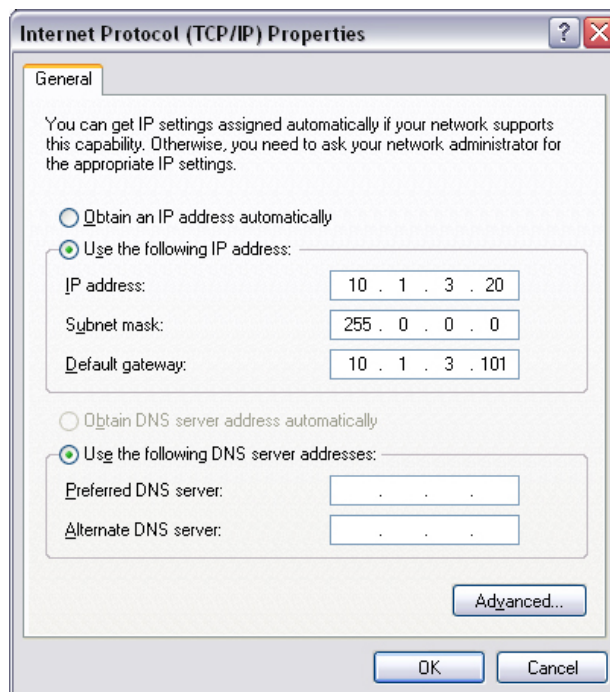 Internet Protocol (TCP/IP) Properties
General
You can get IP settings assigned automatically if your network supports
this capability. Otherwise, you need to ask your network administrator for
the appropriate IP settings.
Obtain an IP address automatically
Use the following IP address:
IP address: 10 . 1 . 3 . 20
Subnet mask: 255 . 0 . 0 . 0
Default gateway: 10 . 1 . 3 . 101
Obtain DNS server address automatically
Use the following DNS server addresses:
Preferred DNS server: . . .
Alternate DNS server: . . .
Advanced...
OK Cancel